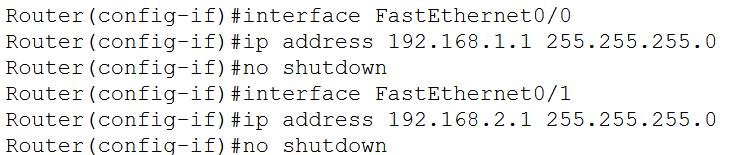 Router(config-if)#interface FastEthernet0/0
Router(config-if)#ip address 192.168.1.1 255.255.255.0
Router(config-if)#no shutdown
Router(config-if)#interface FastEthernet0/1
Router(config-if)#ip address 192.168.2.1 255.255.255.0
Router(config-if)#no shutdown